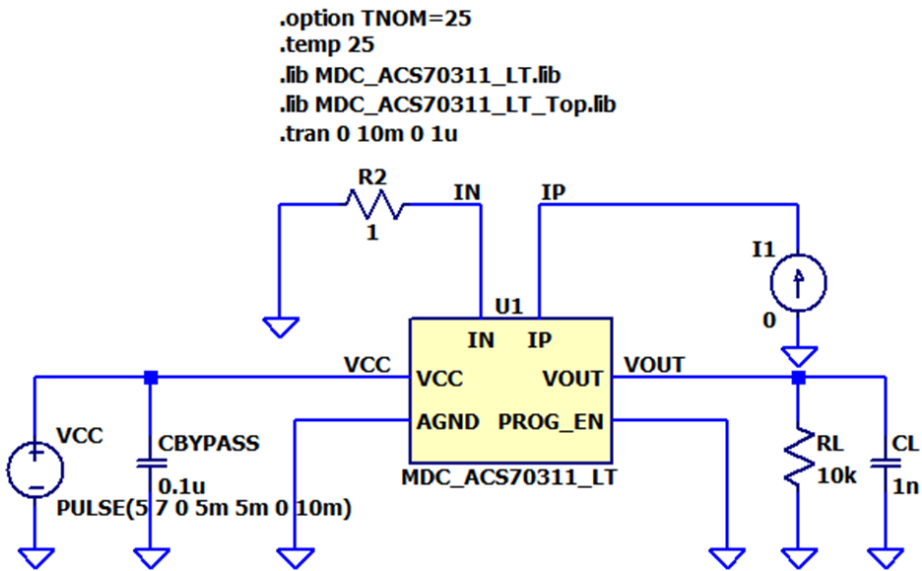 .option TNOM=25
.temp 25
.lib MDC_ACS70311_LT.lib
.lib MDC_ACS70311_LT_Top.lib
.tran 0 10m 0 1u
R2
IN
IP
1
I1
0
U1
IN IP
VCC
VCC
VOUT
VOUT
AGND
PROG_EN
MDC_ACS70311_LT
VCC
PULSE(5 7 0 5m 5m 0 10m)
CBYPASS
0.1u
RL
10k
CL
1n